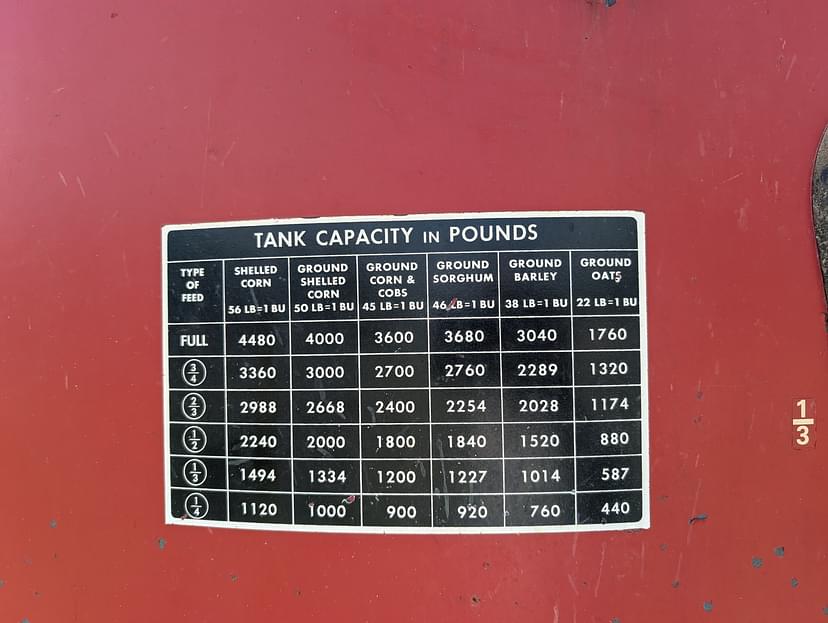 TANK CAPACITY IN POUNDS
TYPE OF FEED SHELLED CORN 56 LB=1 BU GROUND SHELLED CORN 50 LB=1 BU GROUND CORN & COBS 45 LB=1 BU GROUND SORGHUM 46 LB=1 BU GROUND BARLEY 38 LB=1 BU GROUND OATS 22 LB=1 BU
FULL 4480 4000 3600 3680 3040 1760
3/4 3360 3000 2700 2760 2289 1320
2/3 2988 2668 2400 2254 2028 1174
1/2 2240 2000 1800 1840 1520 880
1/3 1494 1334 1200 1227 1014 587
1/4 1120 1000 900 920 760 440
1/3